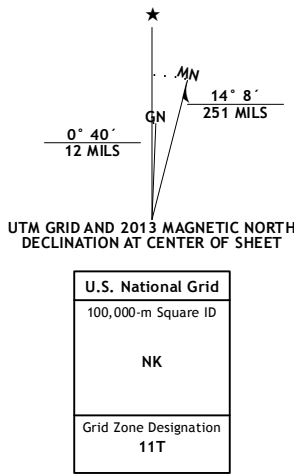 ★
MN
GN
14° 8´
251 MILS
0° 40´
12 MILS
UTM GRID AND 2013 MAGNETIC NORTH
DECLINATION AT CENTER OF SHEET
U.S. National Grid
100,000-m Square ID
NK
Grid Zone Designation
11T